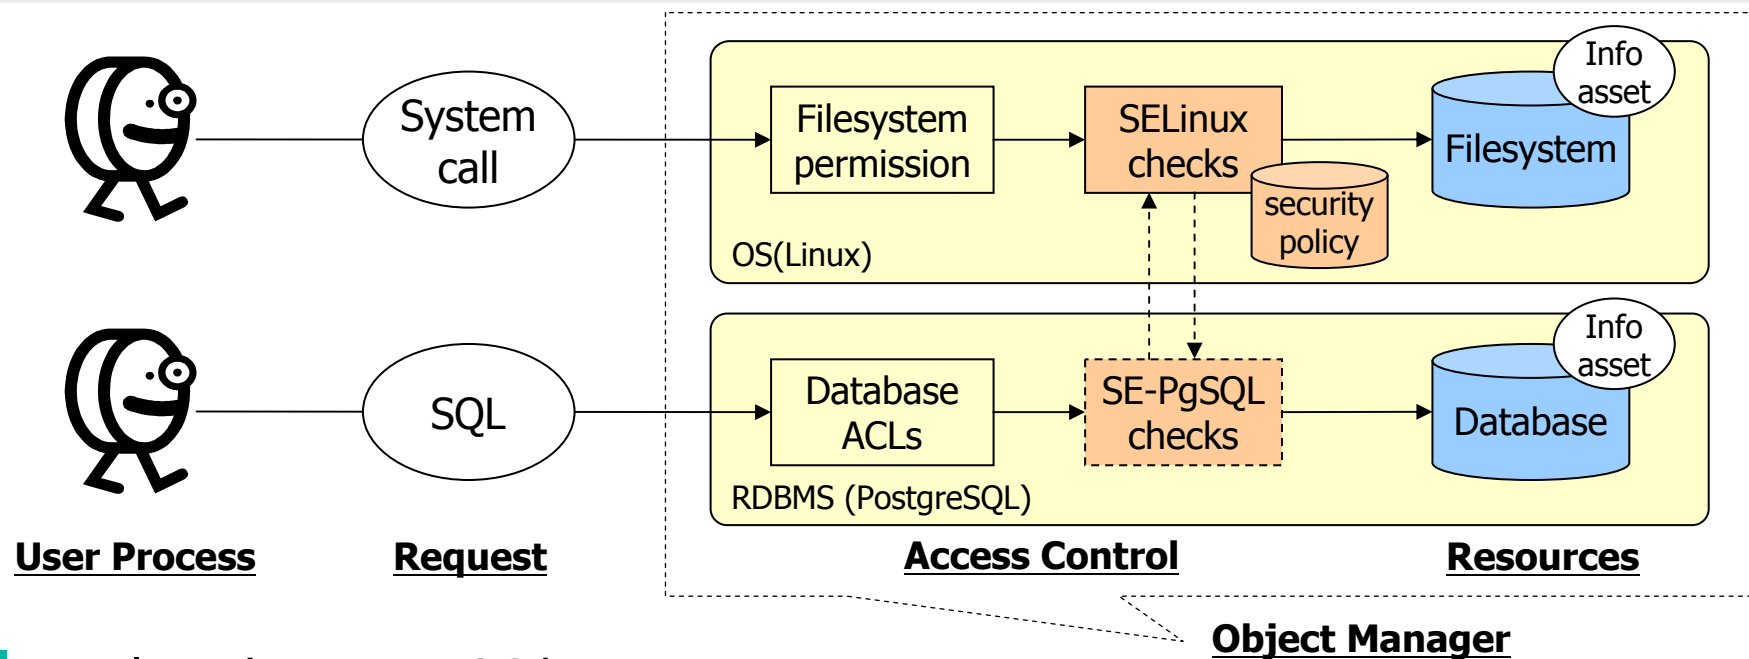 System
call
Filesystem
permission
SELinux
checks
security
policy
Filesystem
Info
asset
OS(Linux)
SQL
Database
ACLs
SE-PgSQL
checks
Database
Info
asset
RDBMS (PostgreSQL)
User Process
Request
Access Control
Resources
Object Manager